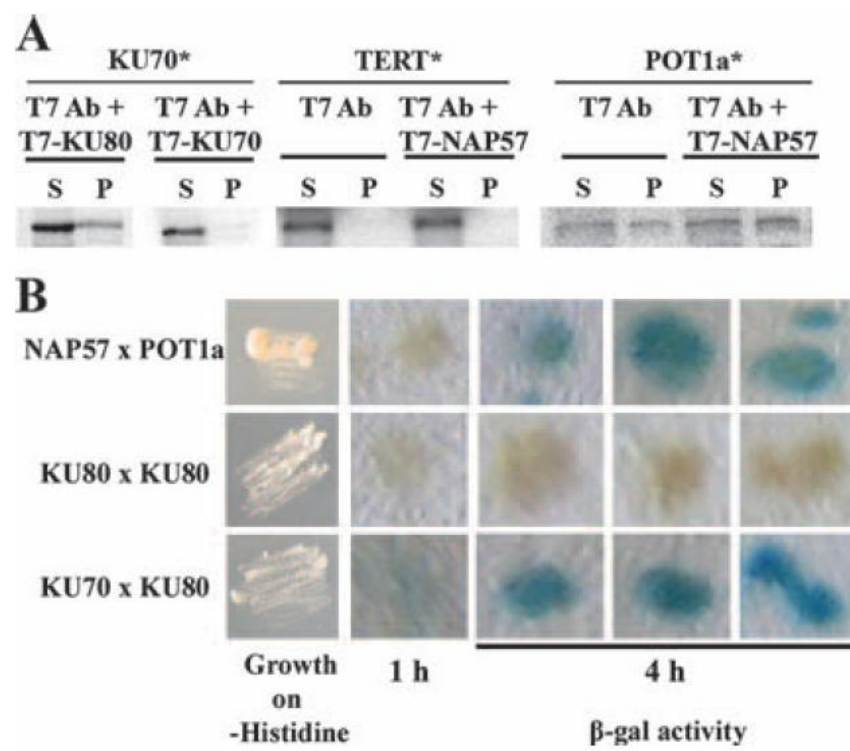 A
KU70* TERT* POT1a*
T7 Ab + T7 Ab + T7 Ab T7 Ab + T7 Ab T7 Ab +
T7-KU80 T7-KU70 T7-NAP57 T7-NAP57
S P S P S P S P S P S P
B
NAP57 x POT1a
KU80 x KU80
KU70 x KU80
Growth 1 h 4 h
on
-Histidine β-gal activity